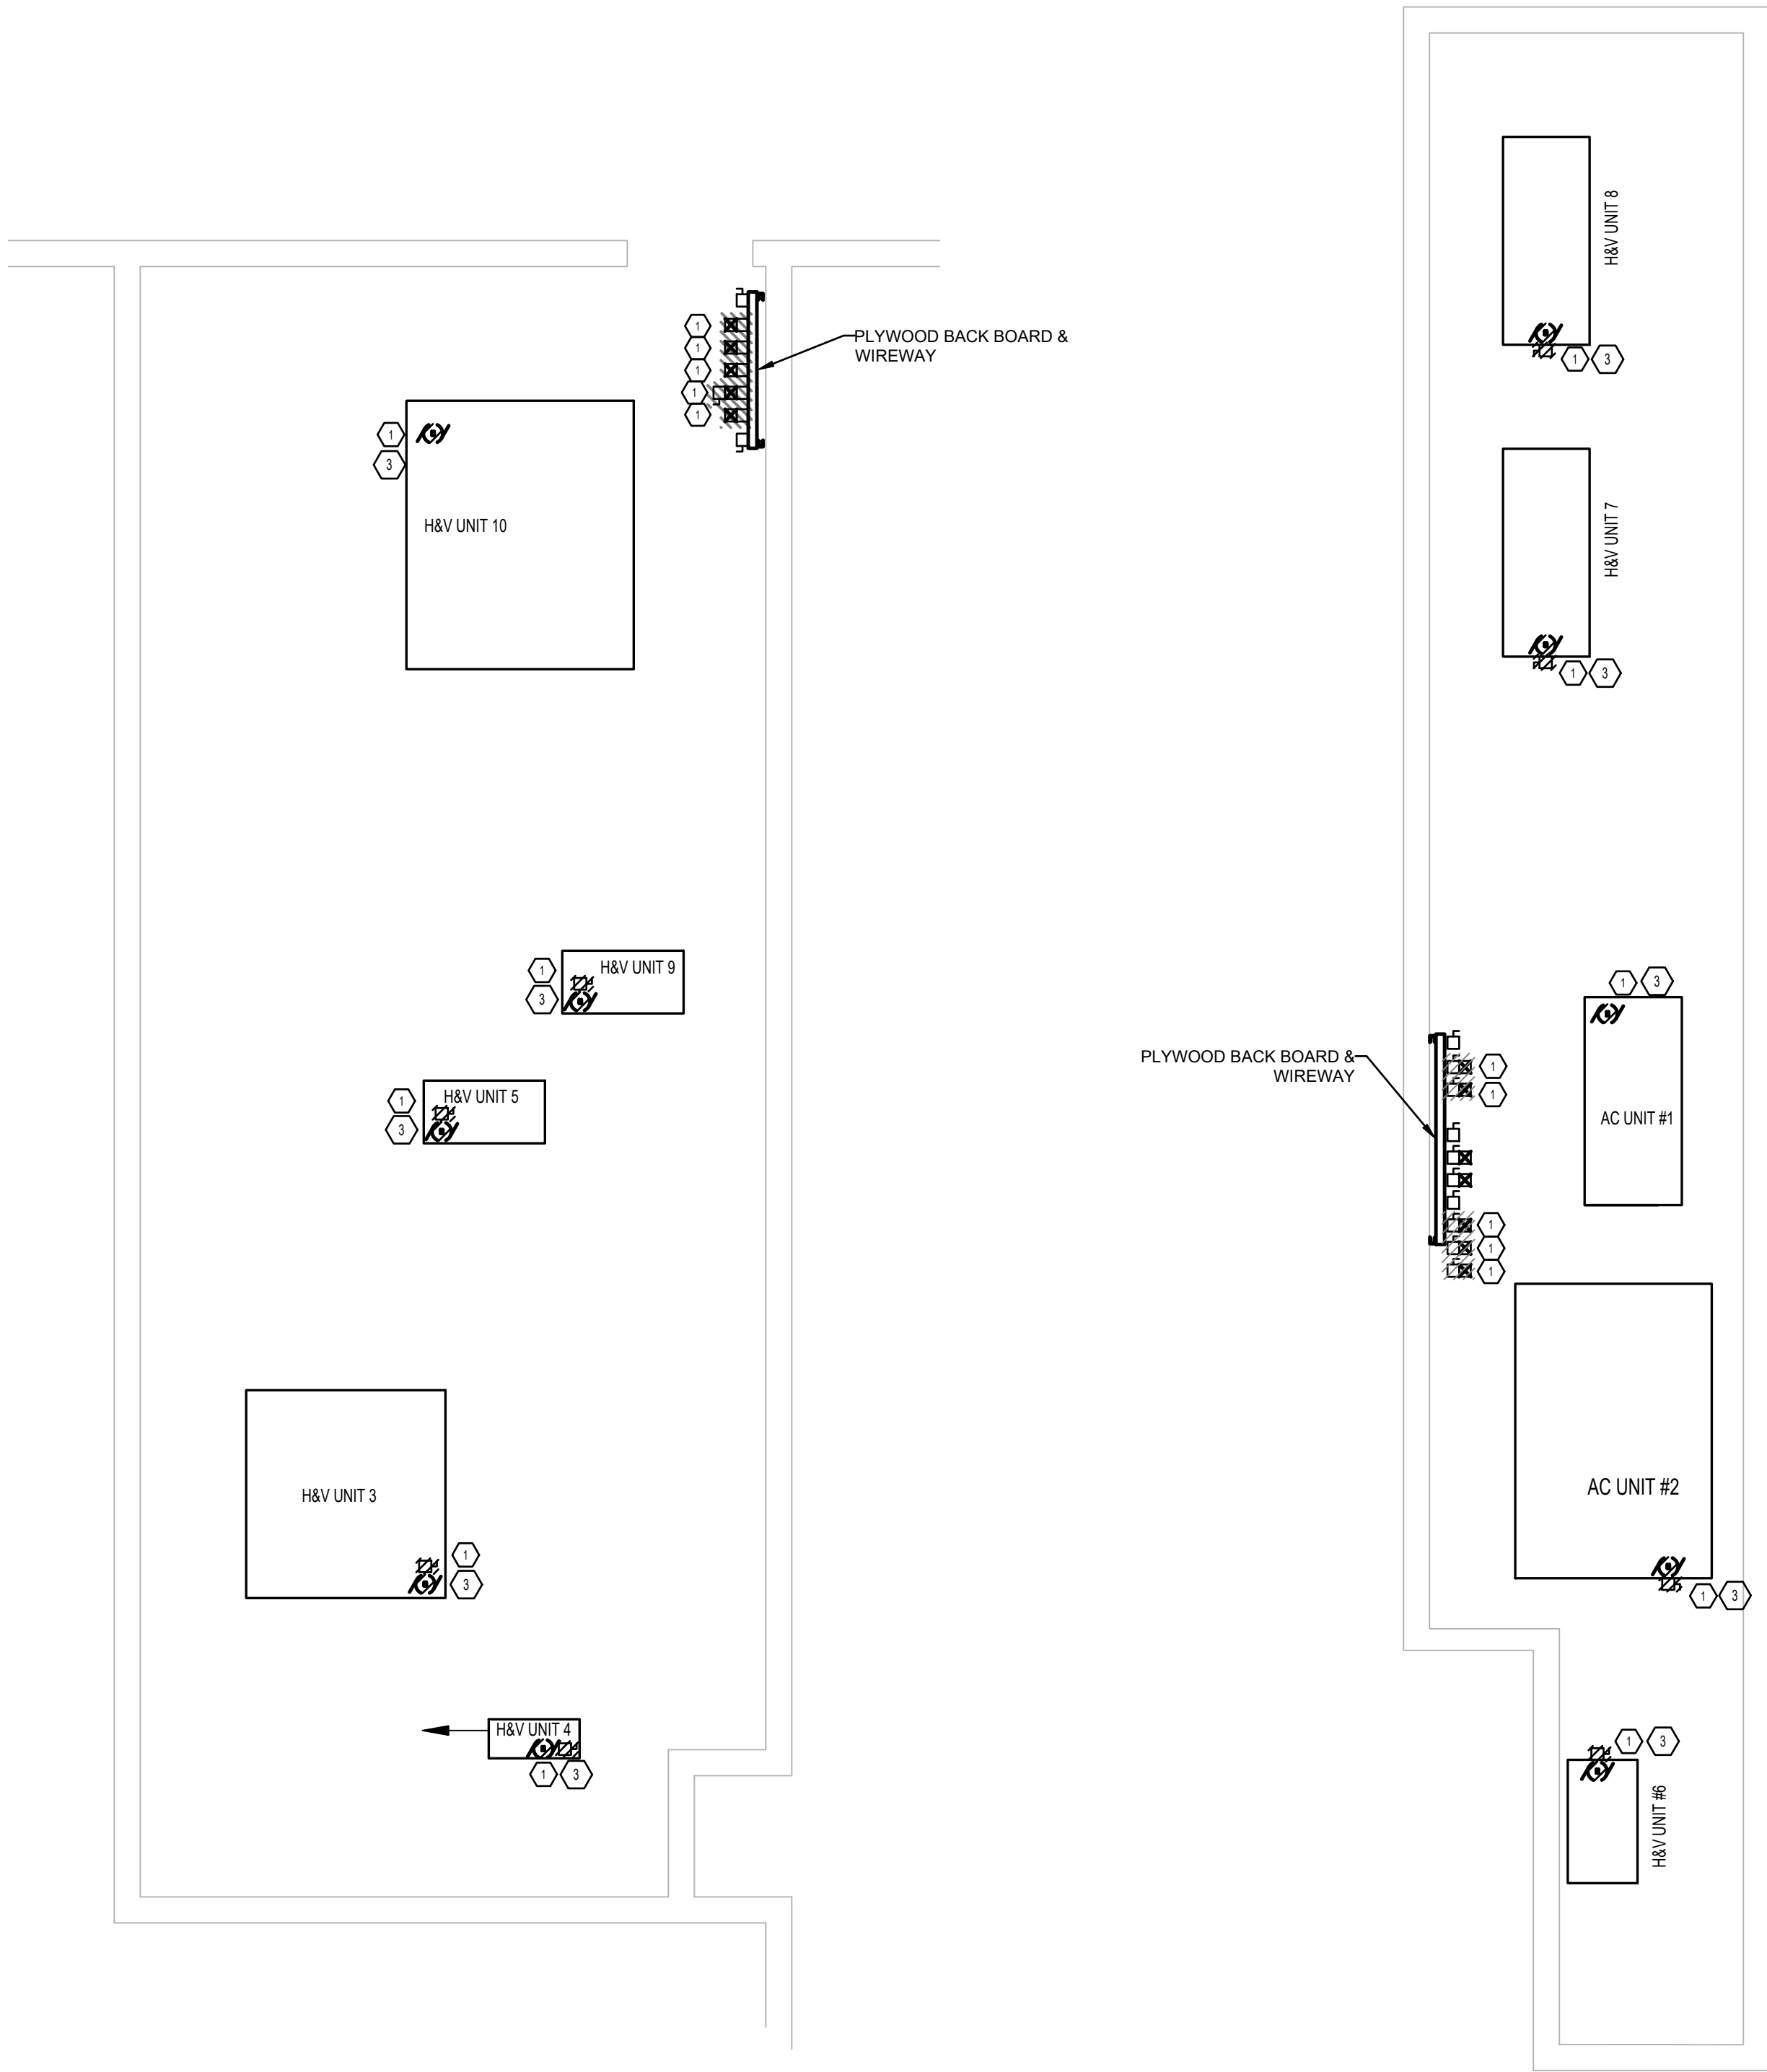 H&V UNIT 8
1 3
1
1
1
1
1
PLYWOOD BACK BOARD &
WIREWAY
1
3
H&V UNIT 10
H&V UNIT 7
1 3
1
3
H&V UNIT 9
1 3
AC UNIT #1
PLYWOOD BACK BOARD &
WIREWAY
1
1
1
1
1
1
3
H&V UNIT 5
H&V UNIT 3
1
3
AC UNIT #2
1 3
H&V UNIT 4
1 3
1 3
H&V UNIT #6